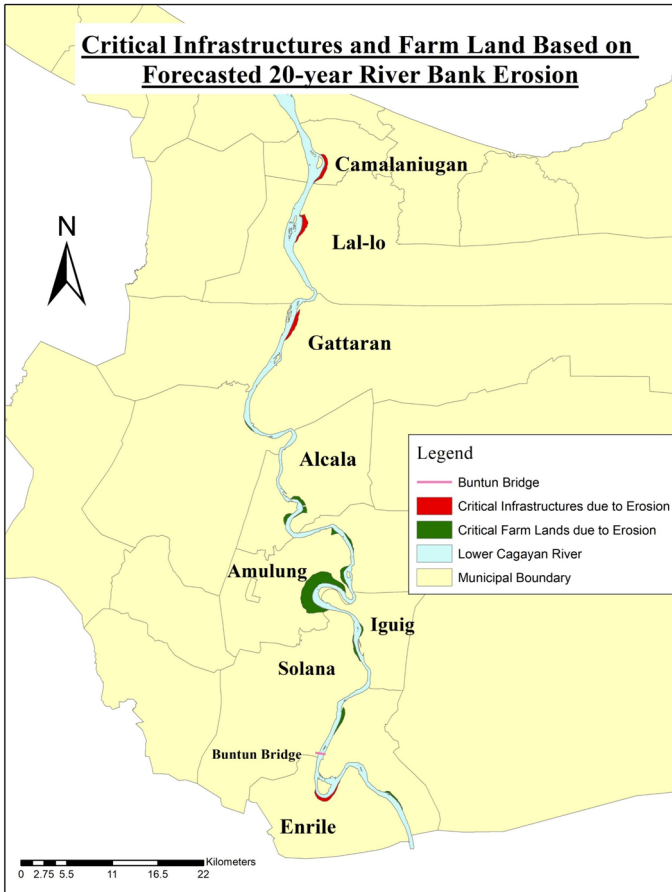 Critical Infrastructures and Farm Land Based on
Forecasted 20-year River Bank Erosion
N
Camalaniugan
Lal-lo
Gattaran
Alcala
Legend
Buntun Bridge
Critical Infrastructures due to Erosion
Critical Farm Lands due to Erosion
Lower Cagayan River
Municipal Boundary
Amulung
Iguig
Solana
Buntun Bridge
Enrile
Kilometers
0 2.75 5.5 11 16.5 22